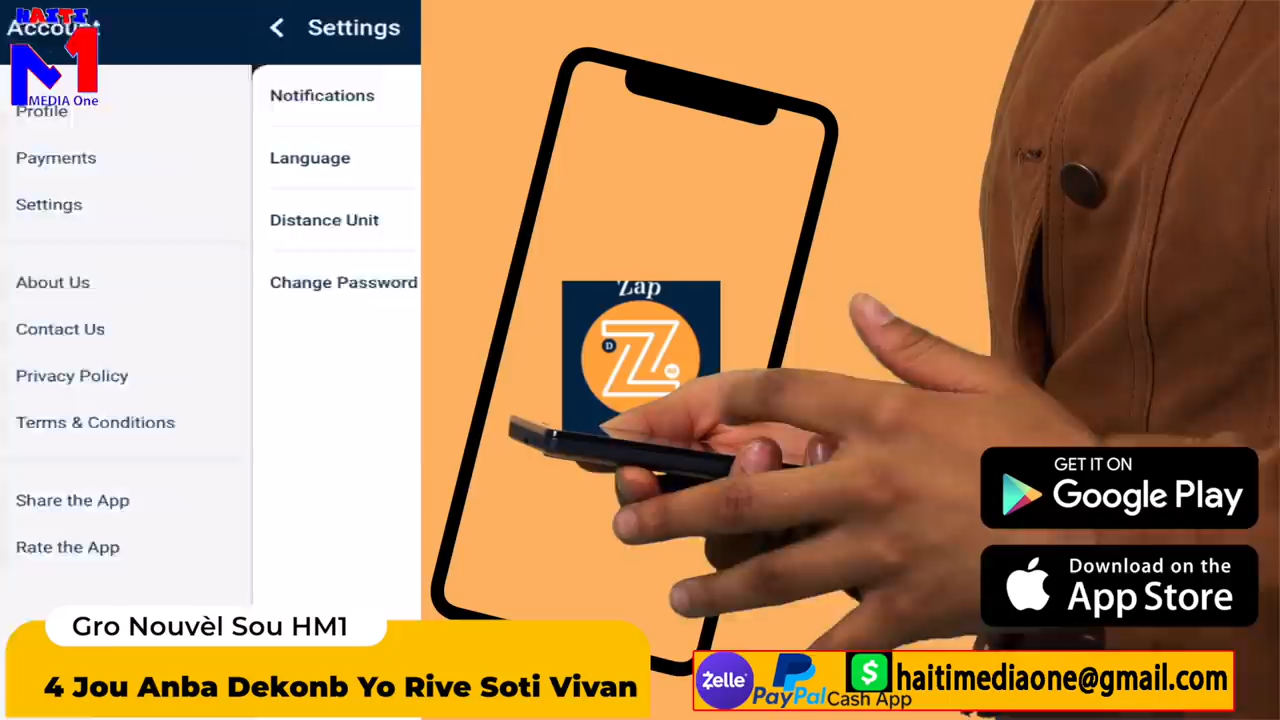 HAITI
M1
MEDIA One
Account
Profile
Payments
Settings
About Us
Contact Us
Privacy Policy
Terms & Conditions
Share the App
Rate the App
Settings
Notifications
Language
Distance Unit
Change Password
Zap
D
Z
GET IT ON
Google Play
Download on the
App Store
Gro Nouvèl Sou HM1
4 Jou Anba Dekonb Yo Rive Soti Vivan
Zelle
PayPal
$
Cash App
haitimediaone@gmail.com